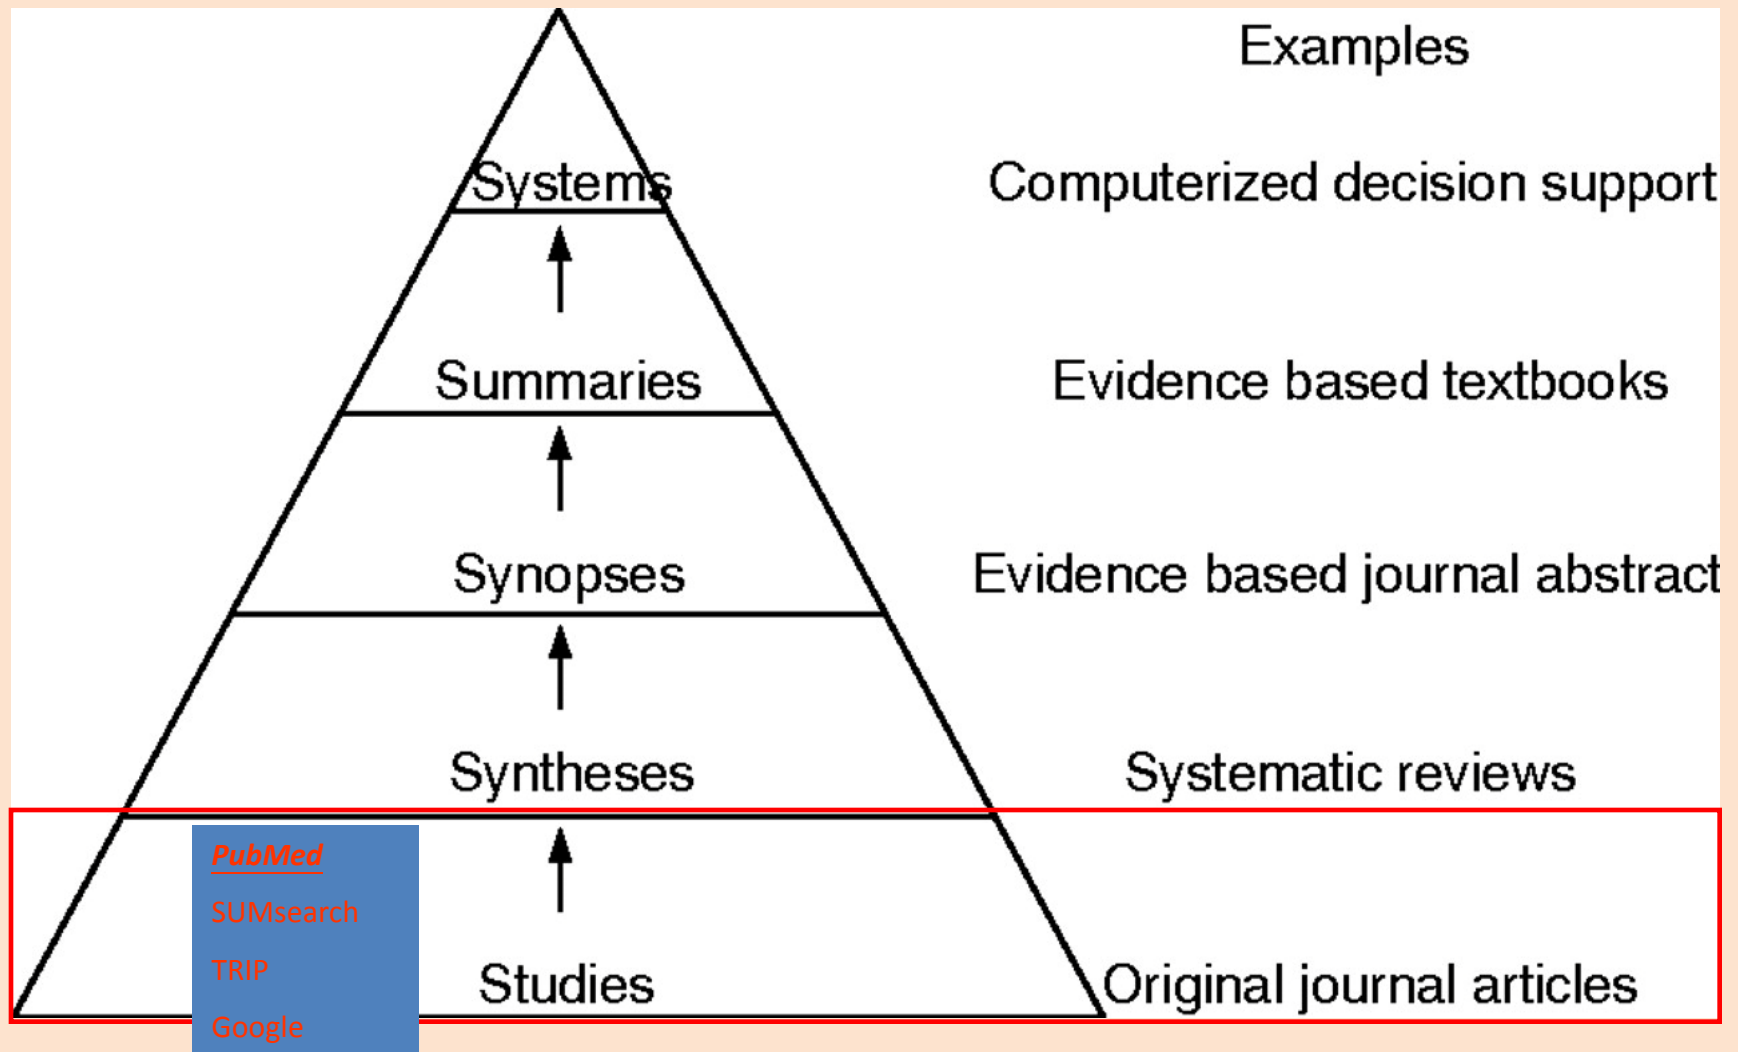 Examples
Systems
Computerized decision support
Summaries
Evidence based textbooks
Synopses
Evidence based journal abstract
Syntheses
Systematic reviews
PubMed
SUMsearch
TRIP
Google
Studies
Original journal articles